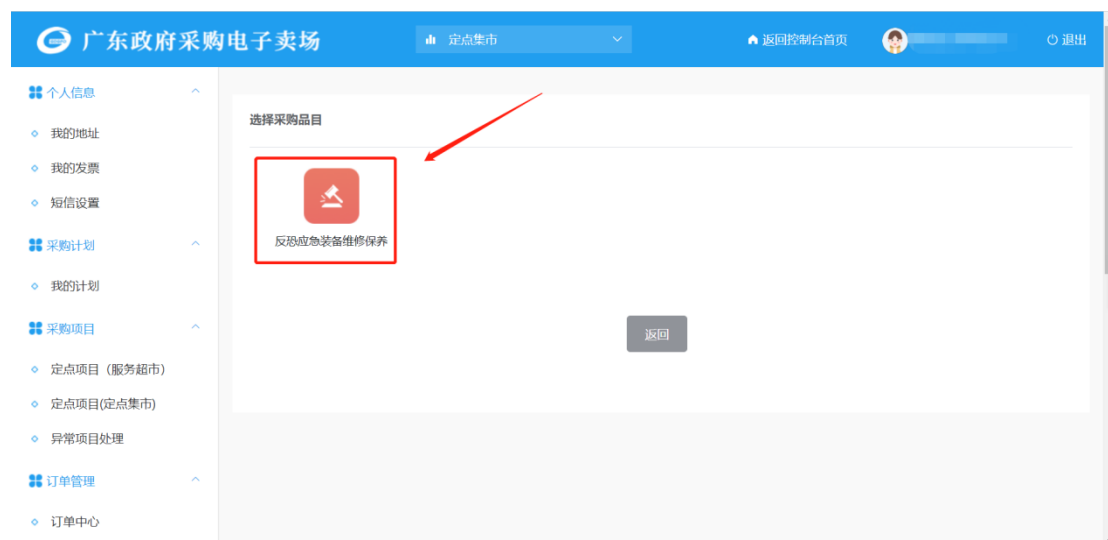 广东政府采购电子卖场
定点集市
返回控制台首页
退出
个人信息
我的地址
我的发票
短信设置
采购计划
我的计划
采购项目
定点项目（服务超市）
定点项目(定点集市)
异常项目处理
订单管理
订单中心
选择采购品目
反恐应急装备维修保养
返回